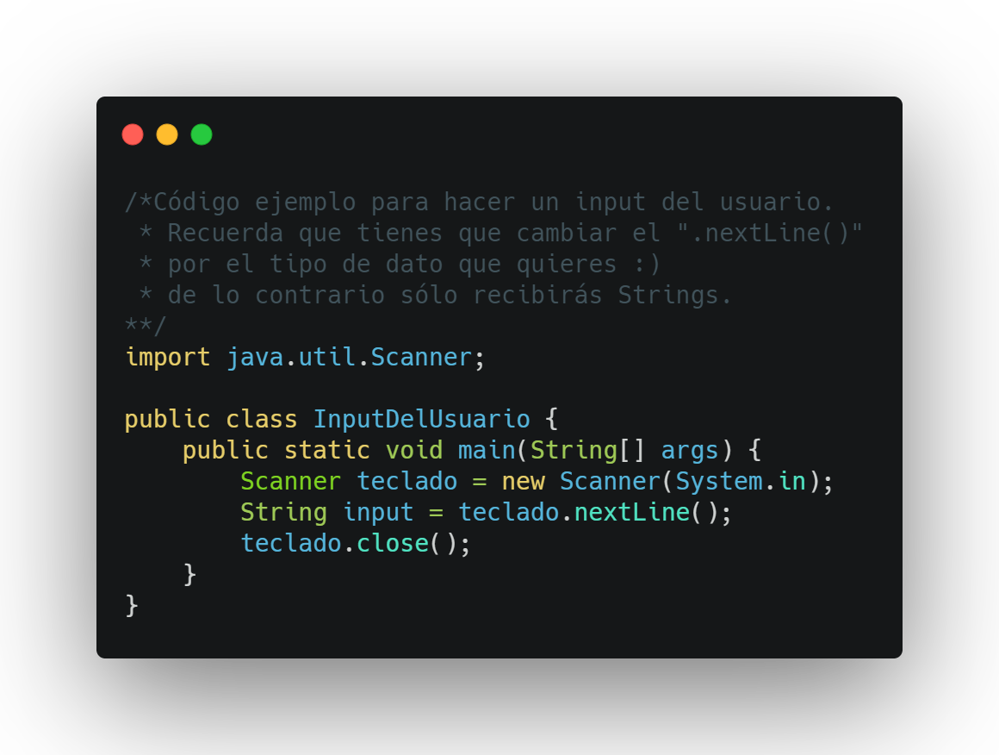 /*Código ejemplo para hacer un input del usuario.
 * Recuerda que tienes que cambiar el ".nextLine()"
 * por el tipo de dato que quieres :)
 * de lo contrario sólo recibirás Strings.
**/
import java.util.Scanner;

public class InputDelUsuario {
    public static void main(String[] args) {
        Scanner teclado = new Scanner(System.in);
        String input = teclado.nextLine();
        teclado.close();
    }
}